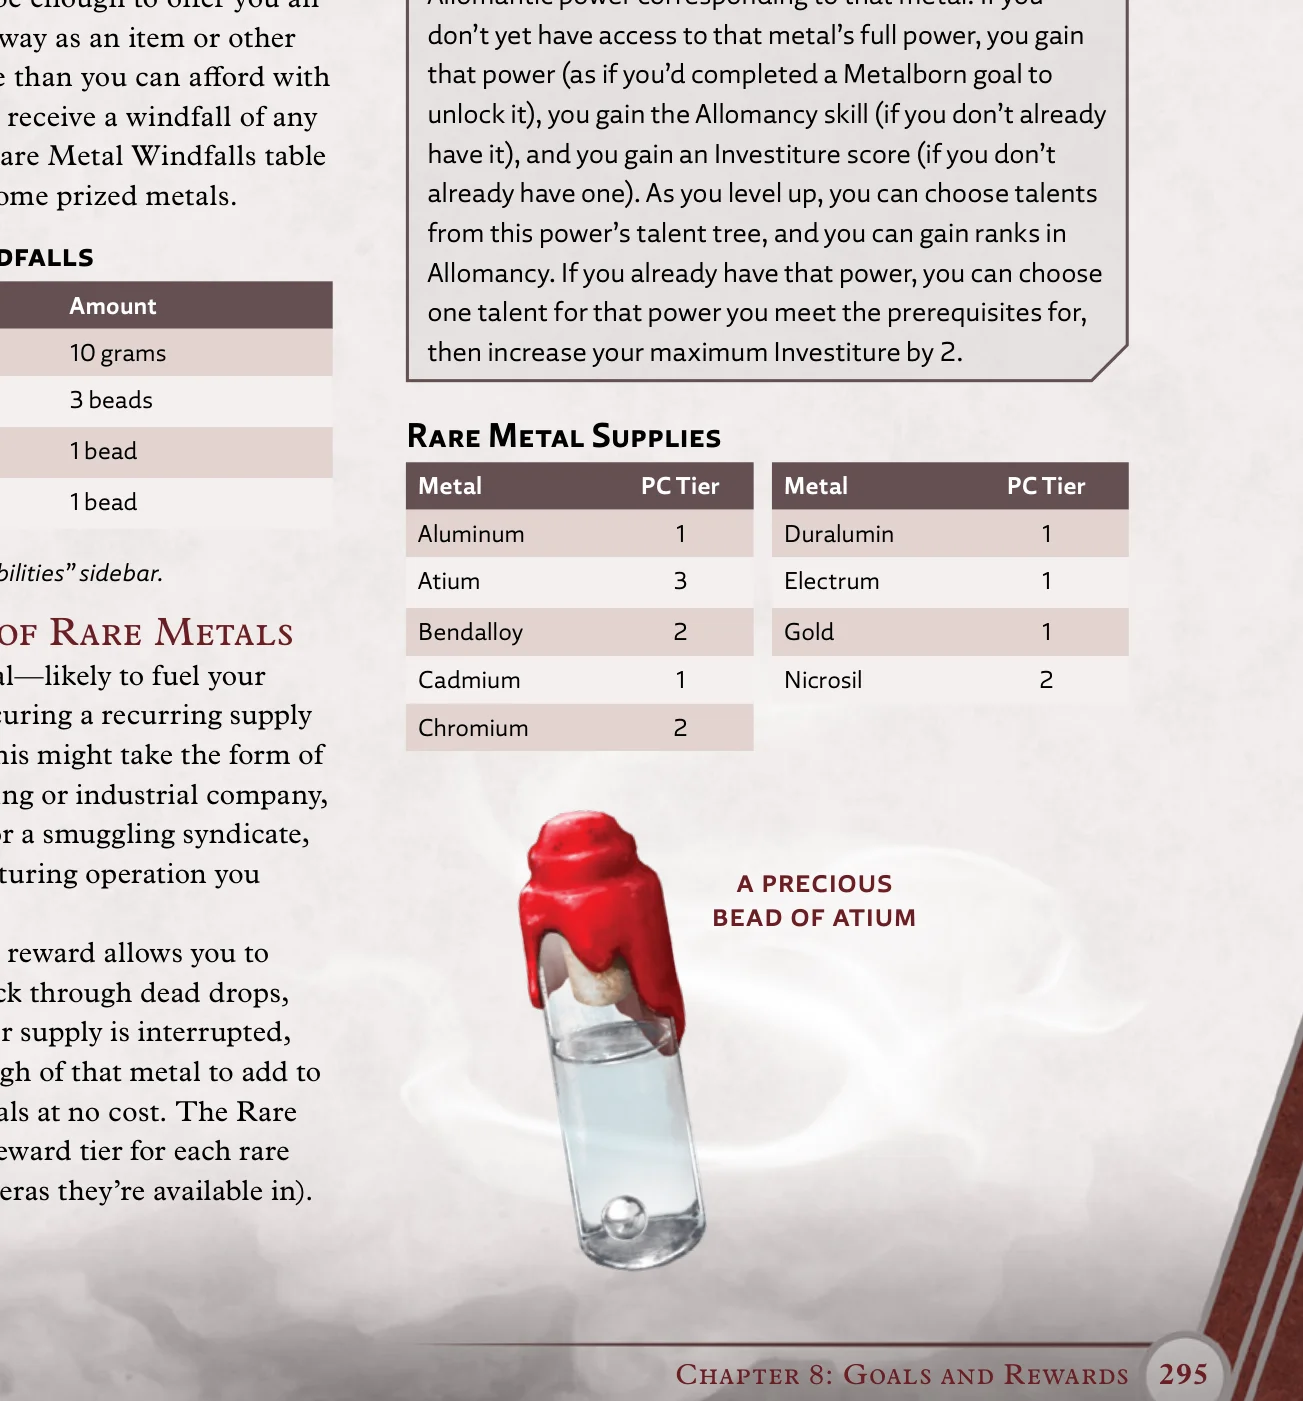 way as an item or other
than you can afford with
receive a windfall of any
are Metal Windfalls table
ome prized metals.
DFALLS
Amount
10 grams
3 beads
1 bead
1 bead
bilities” sidebar.
OF RARE METALS
al—likely to fuel your
curing a recurring supply
his might take the form of
ing or industrial company,
or a smuggling syndicate,
turing operation you
reward allows you to
ck through dead drops,
r supply is interrupted,
gh of that metal to add to
als at no cost. The Rare
eward tier for each rare
eras they’re available in).
Allomantic power corresponding to that metal. If you
don’t yet have access to that metal’s full power, you gain
that power (as if you’d completed a Metalborn goal to
unlock it), you gain the Allomancy skill (if you don’t already
have it), and you gain an Investiture score (if you don’t
already have one). As you level up, you can choose talents
from this power’s talent tree, and you can gain ranks in
Allomancy. If you already have that power, you can choose
one talent for that power you meet the prerequisites for,
then increase your maximum Investiture by 2.
RARE METAL SUPPLIES
Metal PC Tier Metal PC Tier
Aluminum 1 Duralumin 1
Atium 3 Electrum 1
Bendalloy 2 Gold 1
Cadmium 1 Nicrosil 2
Chromium 2
A PRECIOUS
BEAD OF ATIUM
CHAPTER 8: GOALS AND REWARDS 295